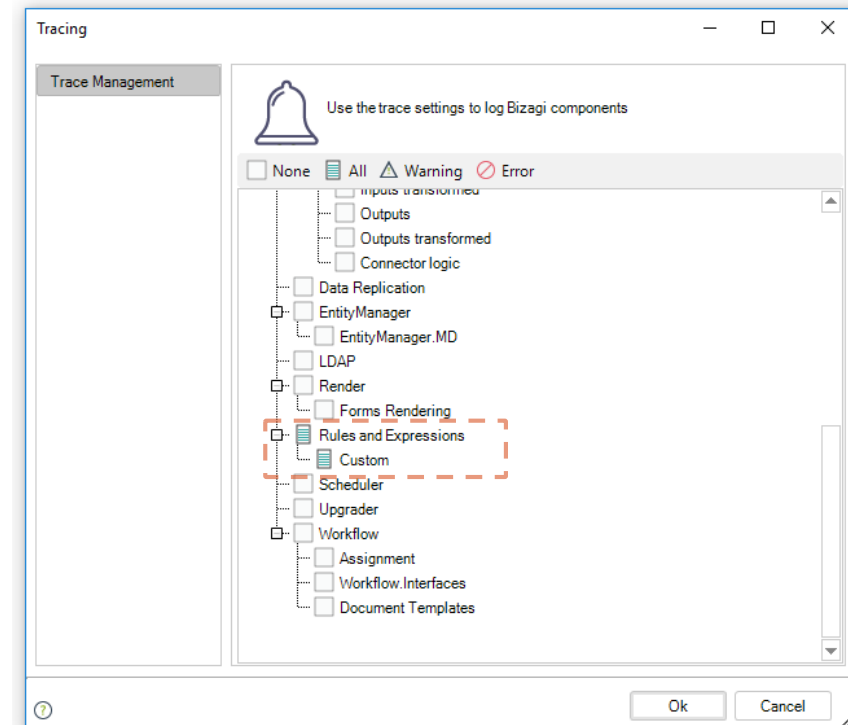 Tracing
Trace Management
Use the trace settings to log Bizagi components
None All Warning Error
Inputs transformed
Outputs
Outputs transformed
Connector logic
Data Replication
EntityManager
EntityManager.MD
LDAP
Render
Forms Rendering
Rules and Expressions
Custom
Scheduler
Upgrader
Workflow
Assignment
Workflow.Interfaces
Document Templates
? Ok Cancel